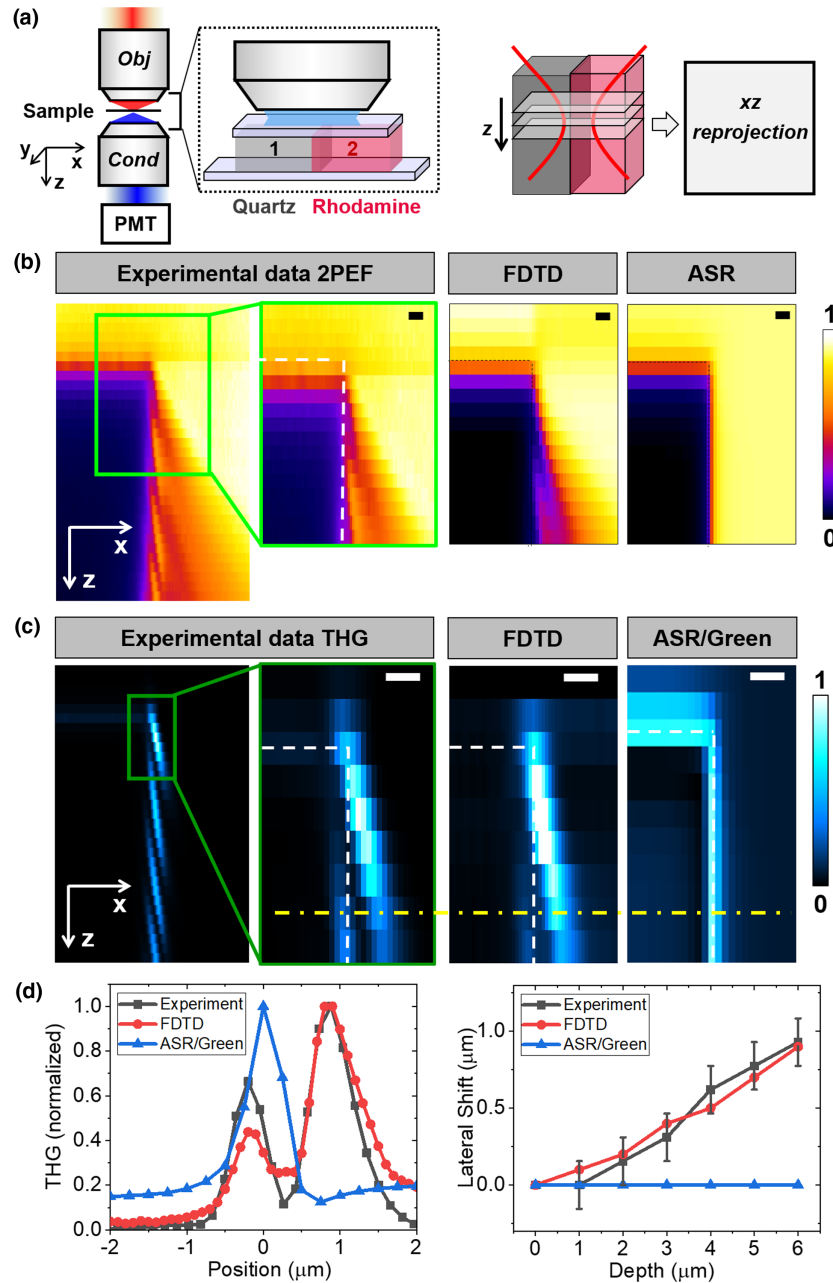 (a)
Obj
Sample
y
x
z
Cond
PMT
1
2
Quartz
Rhodamine
z
xz
reprojection
(b)
Experimental data 2PEF
FDTD
ASR
1
0
x
z
(c)
Experimental data THG
FDTD
ASR/Green
1
0
x
z
(d)
Experiment
FDTD
ASR/Green
THG (normalized)
1.0
0.8
0.6
0.4
0.2
0.0
-2
-1
0
1
2
Position (μm)
Experiment
FDTD
ASR/Green
Lateral Shift (μm)
1.0
0.5
0.0
0
1
2
3
4
5
6
Depth (μm)